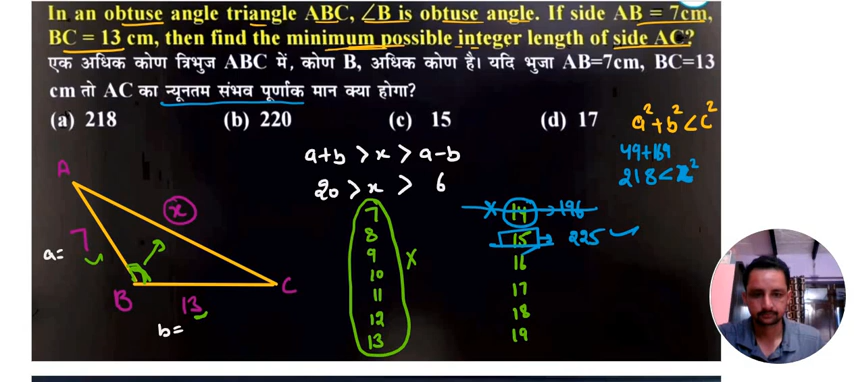 In an obtuse angle triangle ABC, ∠B is obtuse angle. If side AB = 7cm,
BC = 13 cm, then find the minimum possible integer length of side AC?
एक अधिक कोण त्रिभुज ABC में, कोण B, अधिक कोण है। यदि भुजा AB=7cm, BC=13
cm तो AC का न्यूनतम संभव पूर्णांक मान क्या होगा?
(a) 218 (b) 220 (c) 15 (d) 17
a²+b²<c²
49+169
218<x²
a+b > x > a-b
20 > x > 6
7
8
9 x
10
11
12
13
x 14 → 196
15 → 225 ✓
16
17
18
19
A
x
a= 7
B
C
13
b=